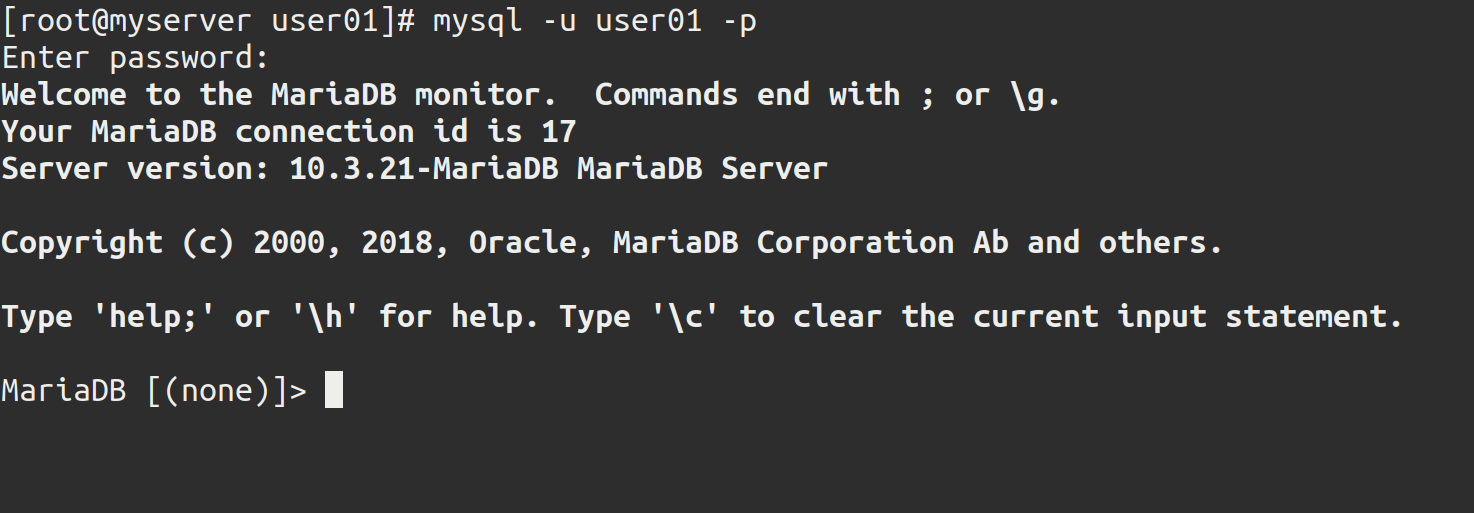 [root@myserver user01]# mysql -u user01 -p
Enter password:
Welcome to the MariaDB monitor.  Commands end with ; or \g.
Your MariaDB connection id is 17
Server version: 10.3.21-MariaDB MariaDB Server
Copyright (c) 2000, 2018, Oracle, MariaDB Corporation Ab and others.
Type 'help;' or '\h' for help. Type '\c' to clear the current input statement.
MariaDB [(none)]>